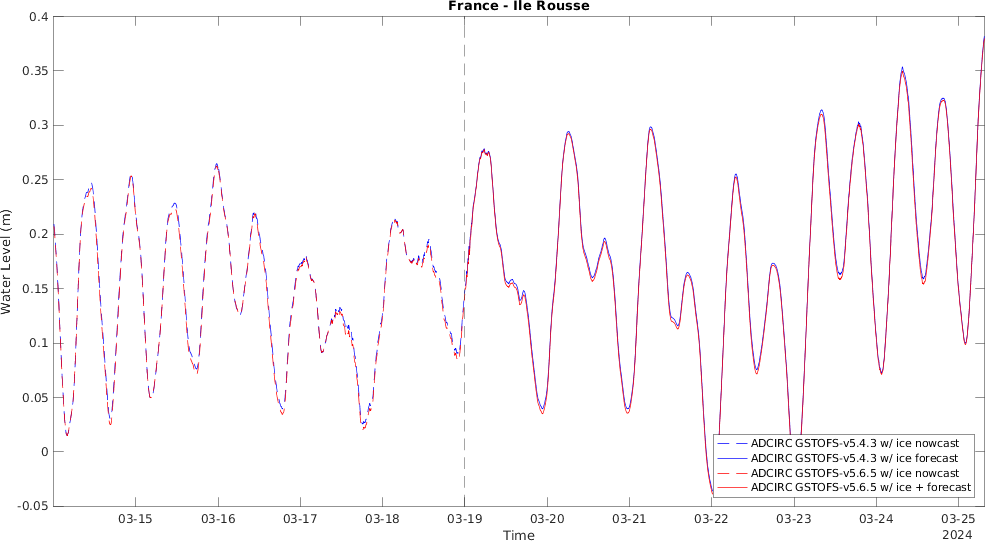 France - Ile Rousse
0.4
0.35
0.3
0.25
0.2
0.15
0.1
0.05
0
-0.05
Water Level (m)
03-15 03-16 03-17 03-18 03-19 03-20 03-21 03-22 03-23 03-24 03-25
Time
2024
ADCIRC GSTOFS-v5.4.3 w/ ice nowcast
ADCIRC GSTOFS-v5.4.3 w/ ice forecast
ADCIRC GSTOFS-v5.6.5 w/ ice nowcast
ADCIRC GSTOFS-v5.6.5 w/ ice + forecast